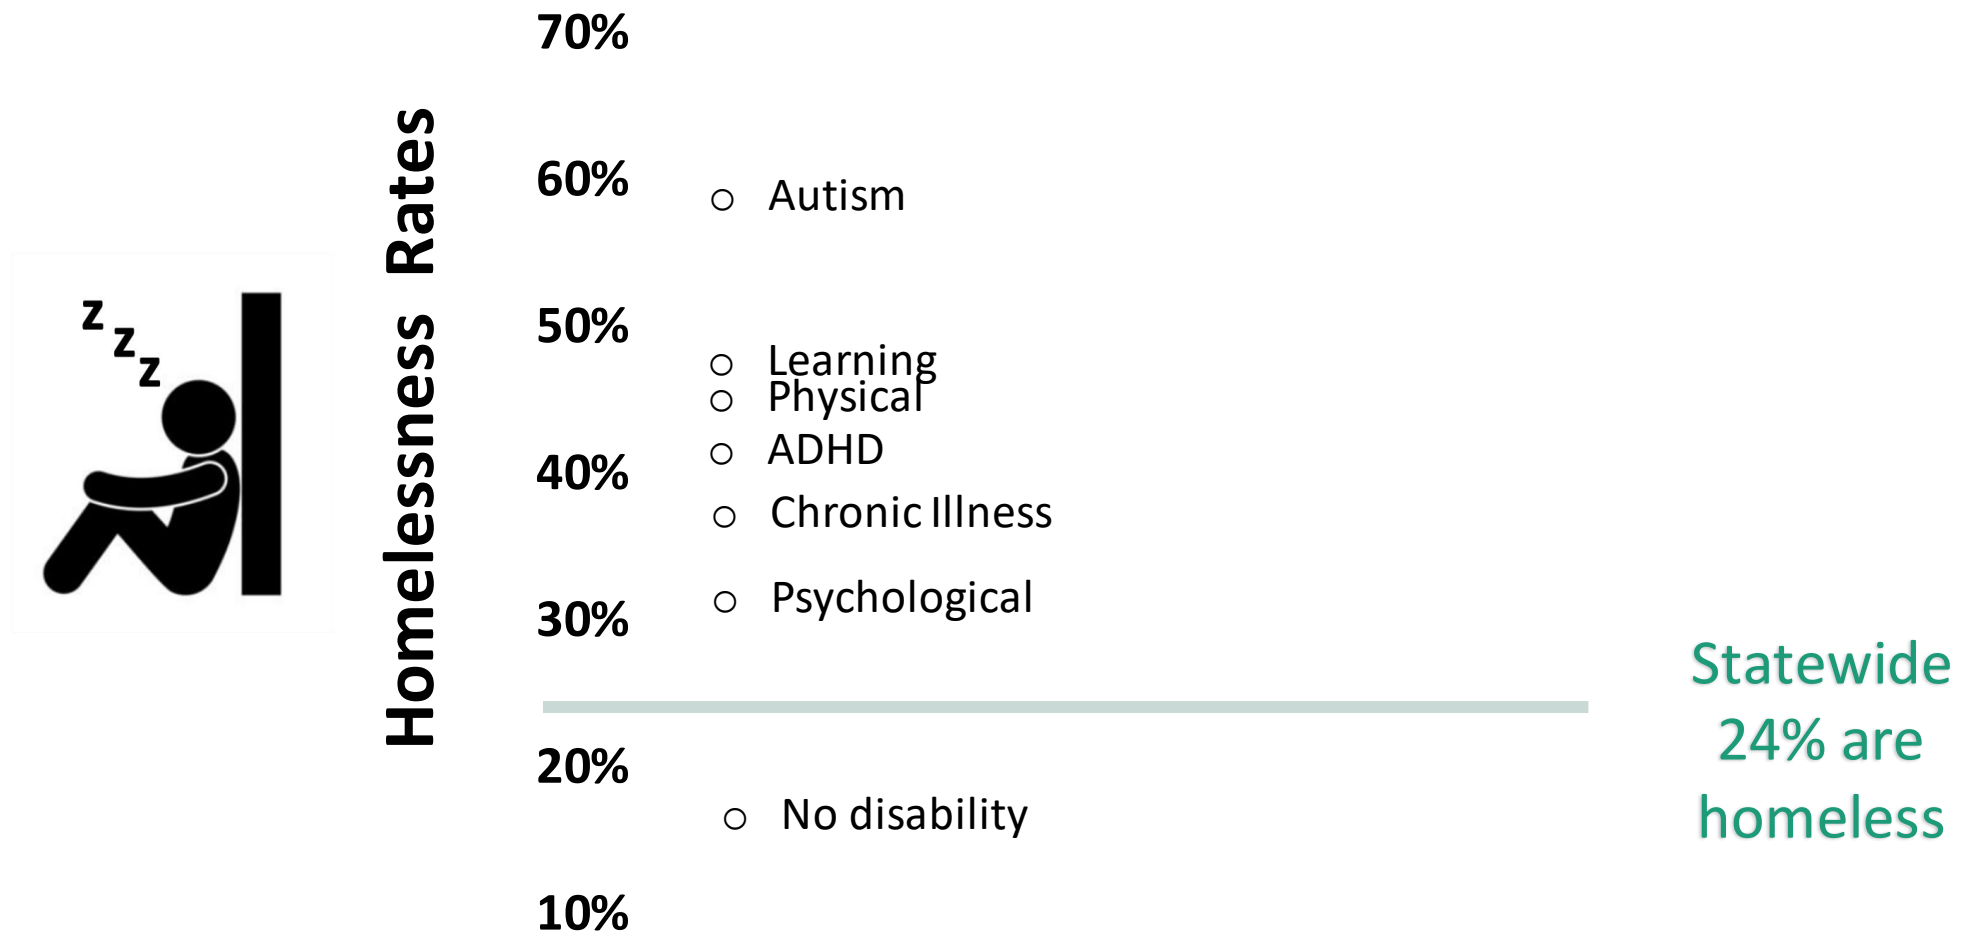 70%
60%
50%
40%
30%
20%
10%
Homelessness Rates
z
z
z
Autism
Learning
Physical
ADHD
Chronic Illness
Psychological
No disability
Statewide
24% are
homeless